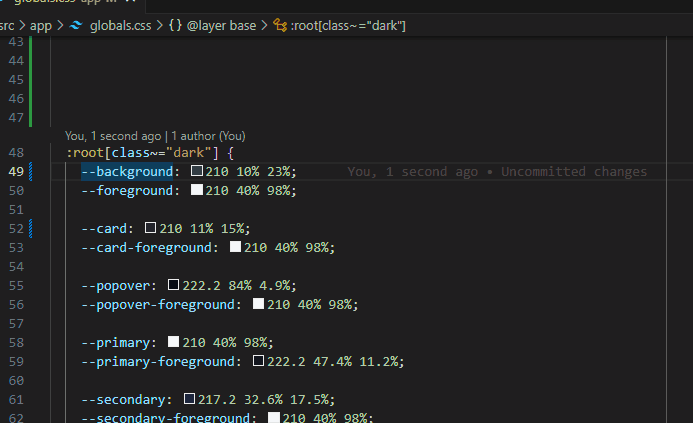 globals.css app M
src > app > globals.css > {} @layer base > :root[class~="dark"]
43
44
45
46
47
You, 1 second ago | 1 author (You)
48 :root[class~="dark"] {
49 --background: 210 10% 23%; You, 1 second ago • Uncommitted changes
50 --foreground: 210 40% 98%;
51
52 --card: 210 11% 15%;
53 --card-foreground: 210 40% 98%;
54
55 --popover: 222.2 84% 4.9%;
56 --popover-foreground: 210 40% 98%;
57
58 --primary: 210 40% 98%;
59 --primary-foreground: 222.2 47.4% 11.2%;
60
61 --secondary: 217.2 32.6% 17.5%;
62 --secondary-foreground: 210 40% 98%;